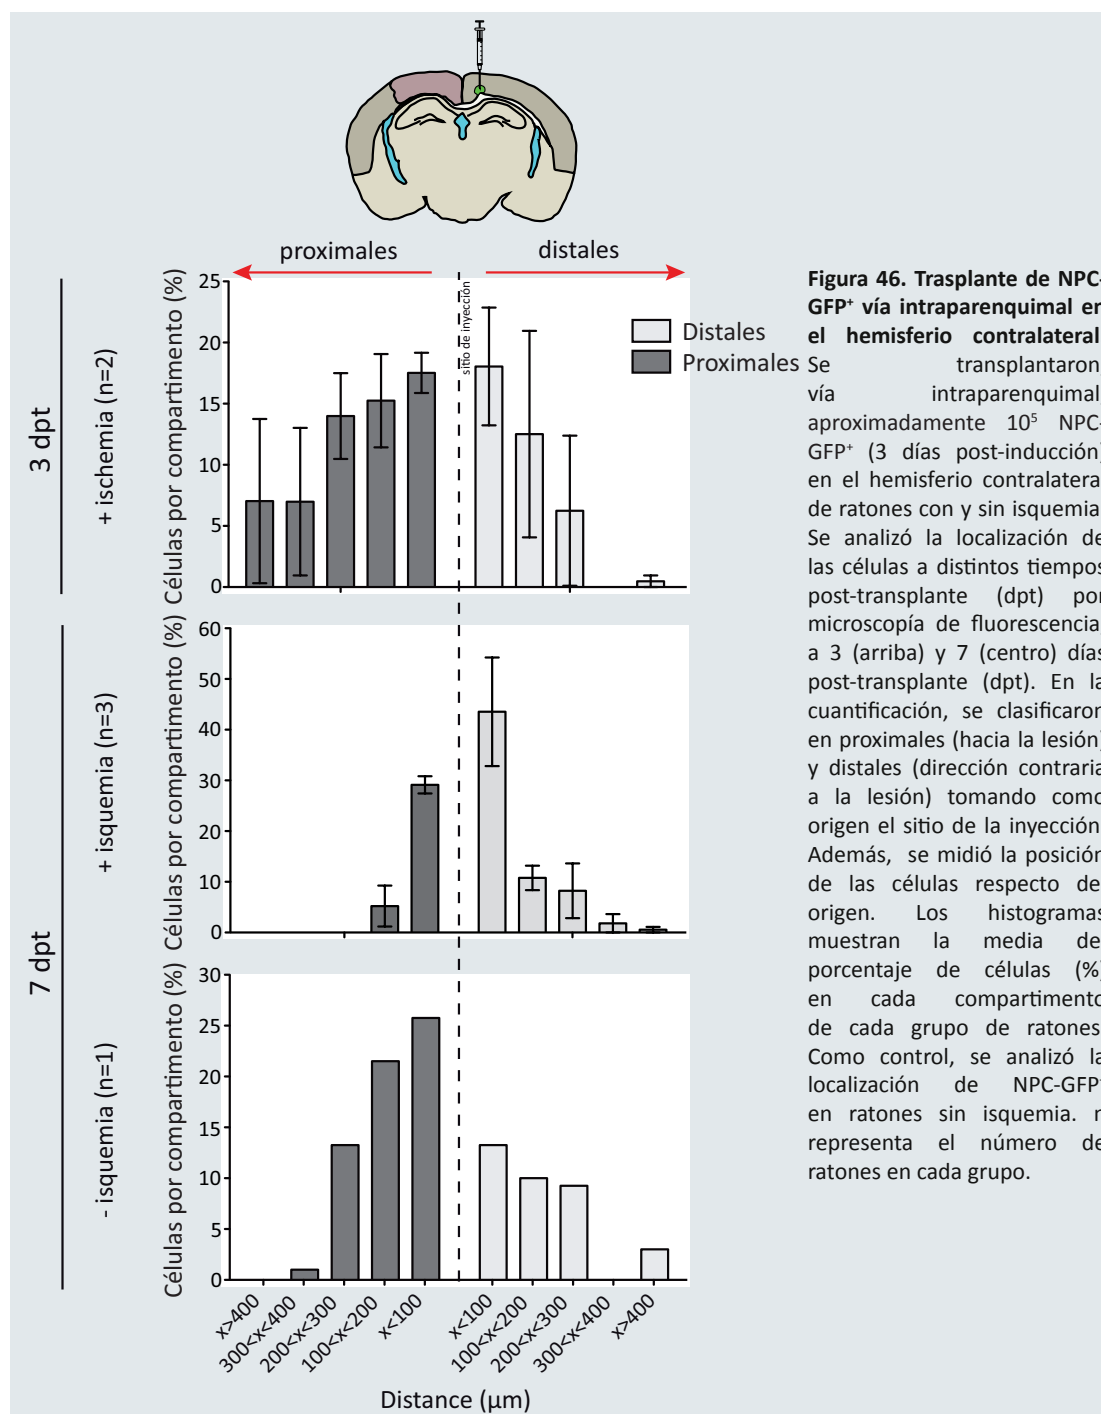 proximales
distales
3 dpt
+ ischemia (n=2)
Células por compartimento (%)
25
20
15
10
5
0
sitio de inyección
Distales
Proximales
7 dpt
+ isquemia (n=3)
Células por compartimento (%)
60
50
40
30
20
10
0
- isquemia (n=1)
Células por compartimento (%)
30
25
20
15
10
5
0
x>400
300<x<400
200<x<300
100<x<200
x<100
x<100
100<x<200
200<x<300
300<x<400
x>400
Distance (µm)
Figura 46. Trasplante de NPC-
GFP⁺ vía intraparenquimal en
el hemisferio contralateral
Se transplantaron
vía intraparenquimal,
aproximadamente 10⁵ NPC-
GFP⁺ (3 días post-inducción)
en el hemisferio contralateral
de ratones con y sin isquemia
Se analizó la localización de
las células a distintos tiempos
post-transplante (dpt) por
microscopía de fluorescencia,
a 3 (arriba) y 7 (centro) días
post-transplante (dpt). En la
cuantificación, se clasificaron
en proximales (hacia la lesión)
y distales (dirección contraria
a la lesión) tomando como
origen el sitio de la inyección
Además, se midió la posición
de las células respecto del
origen. Los histogramas
muestran la media del
porcentaje de células (%)
en cada compartimento
de cada grupo de ratones
Como control, se analizó la
localización de NPC-GFP⁺
en ratones sin isquemia. n
representa el número de
ratones en cada grupo.